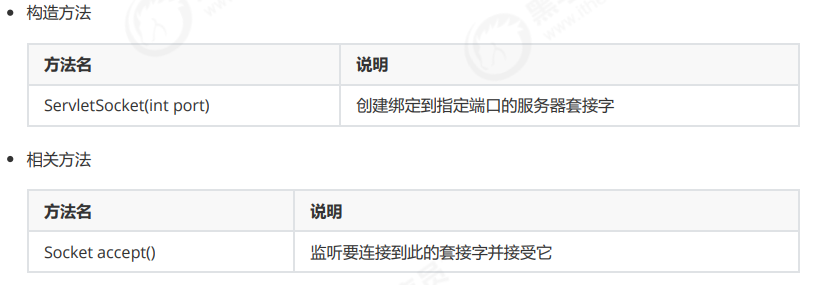 构造方法
方法名 说明
ServletSocket(int port) 创建绑定到指定端口的服务器套接字
相关方法
方法名 说明
Socket accept() 监听要连接到此的套接字并接受它